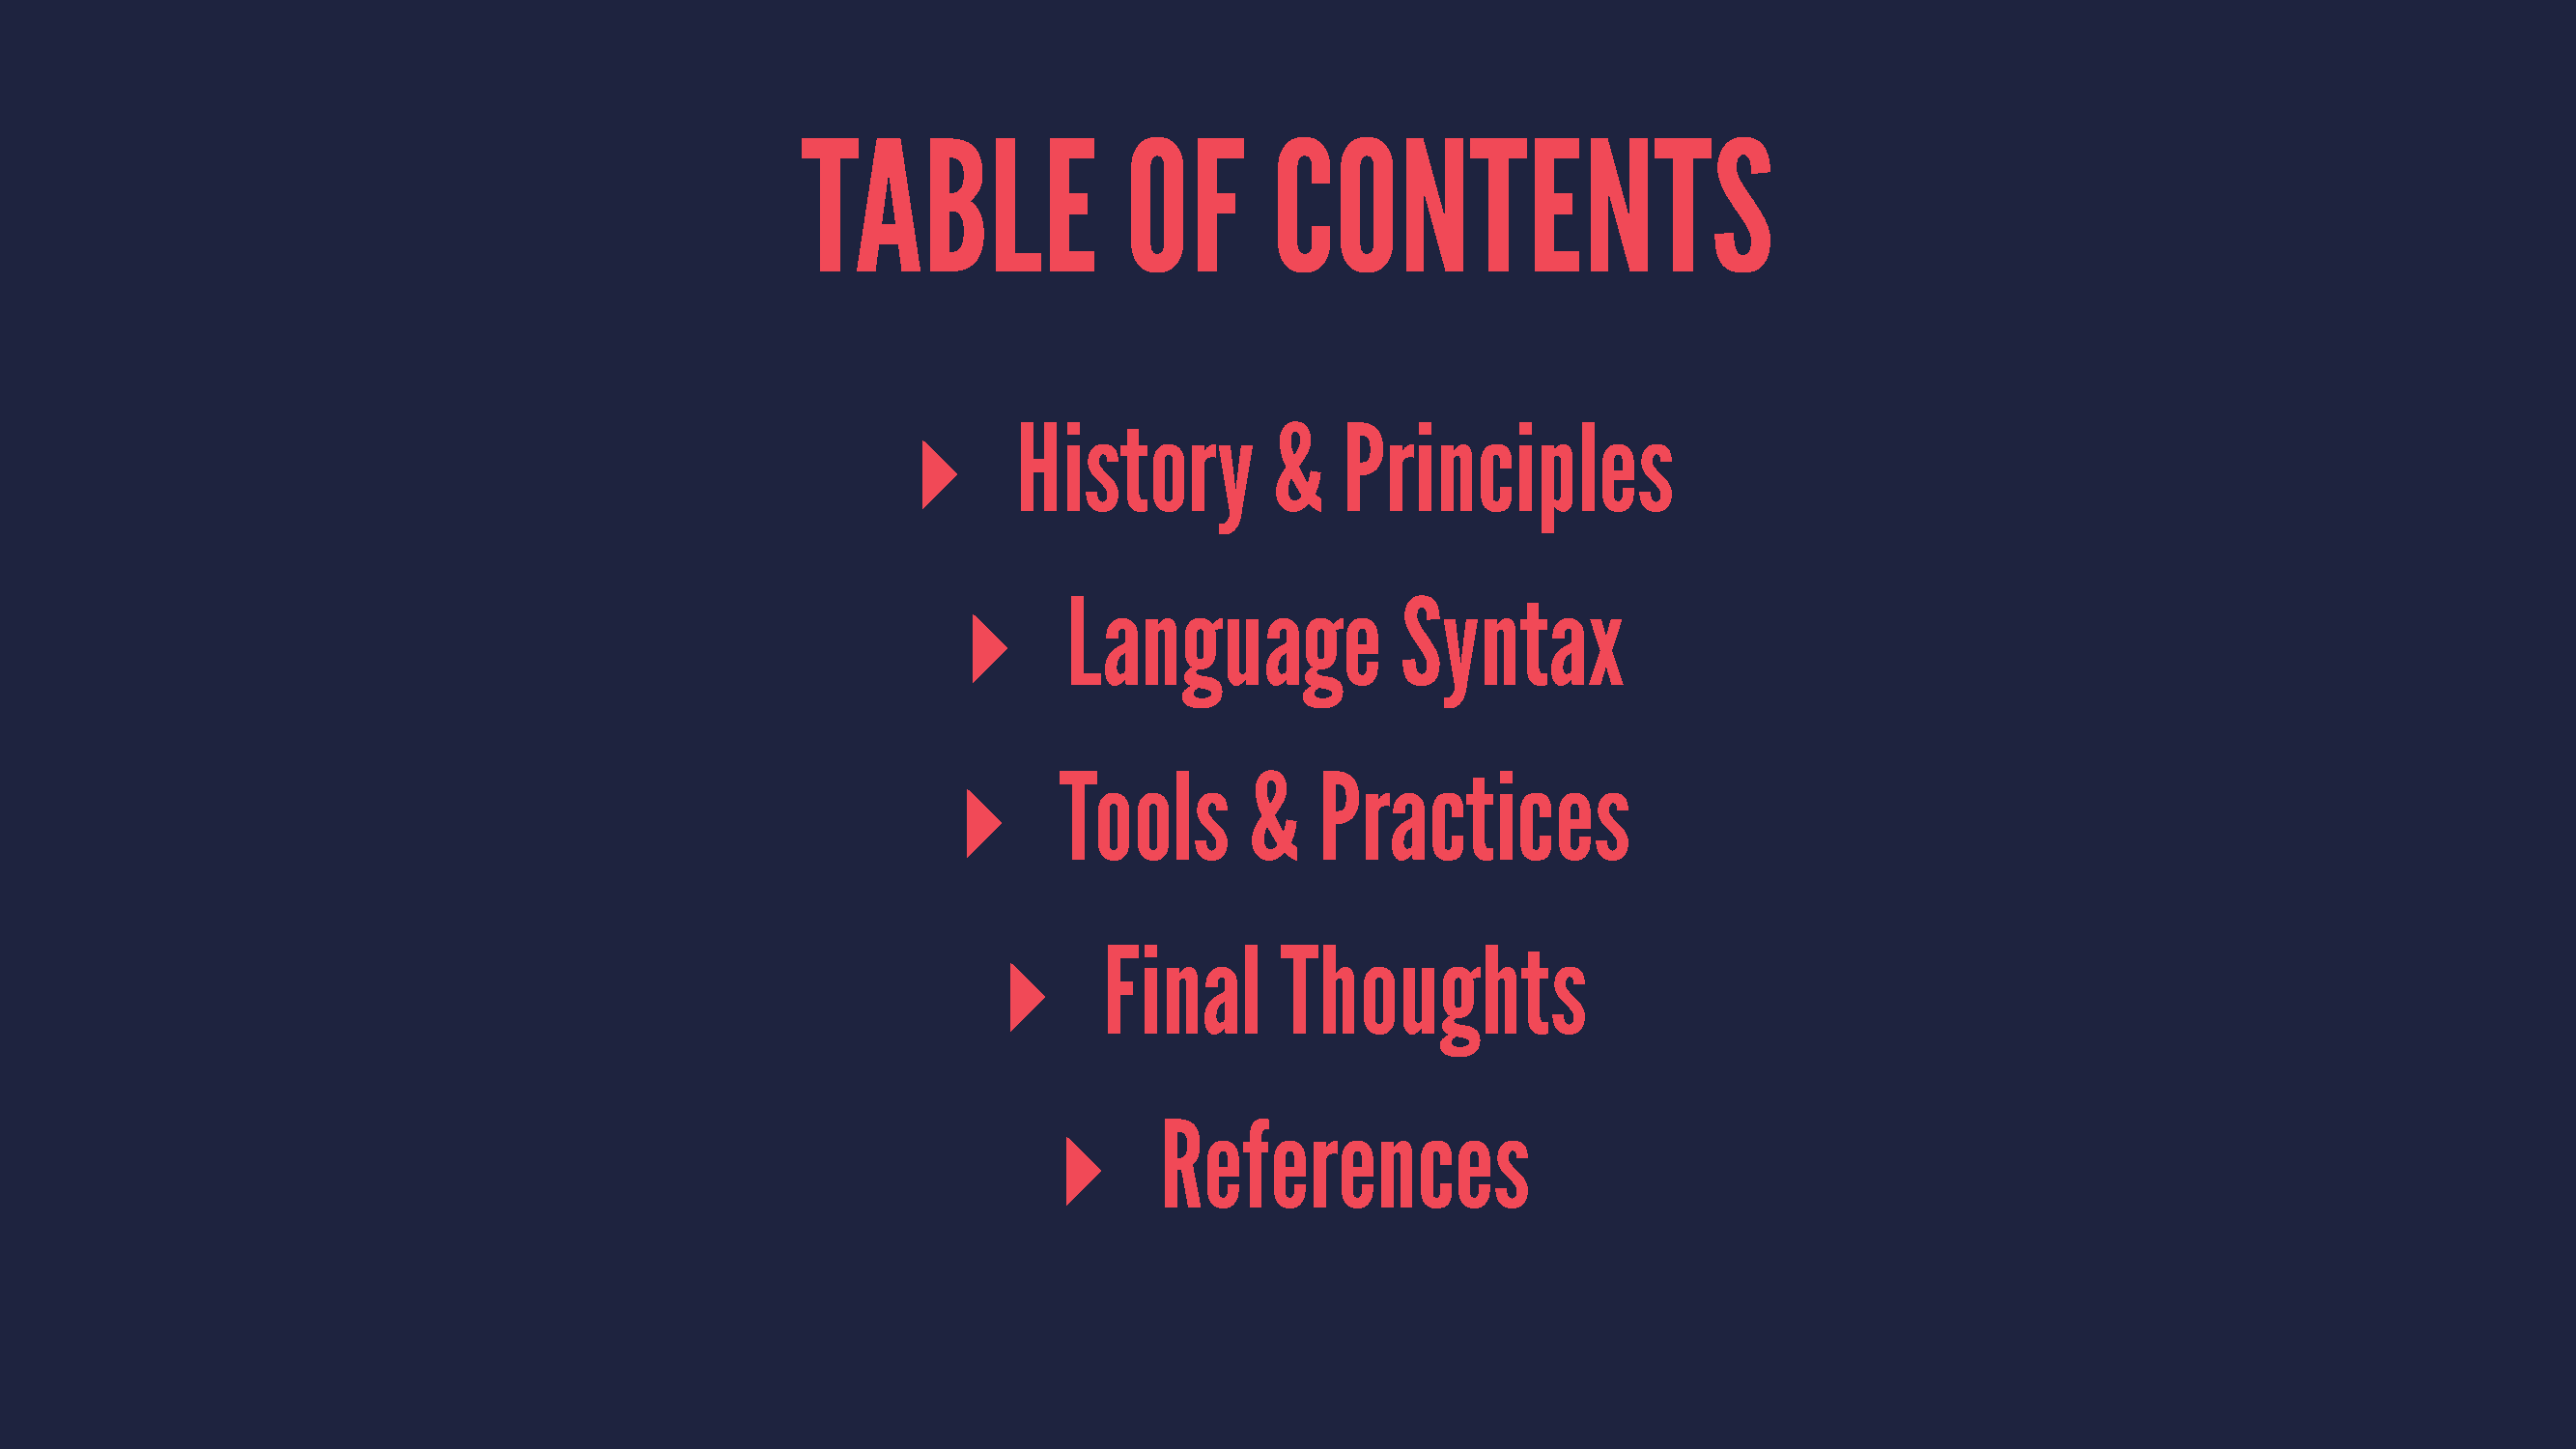 TABLE OF CONTENTS
‣ History & Principles
‣ Language Syntax
‣ Tools & Practices
‣ Final Thoughts
‣ References